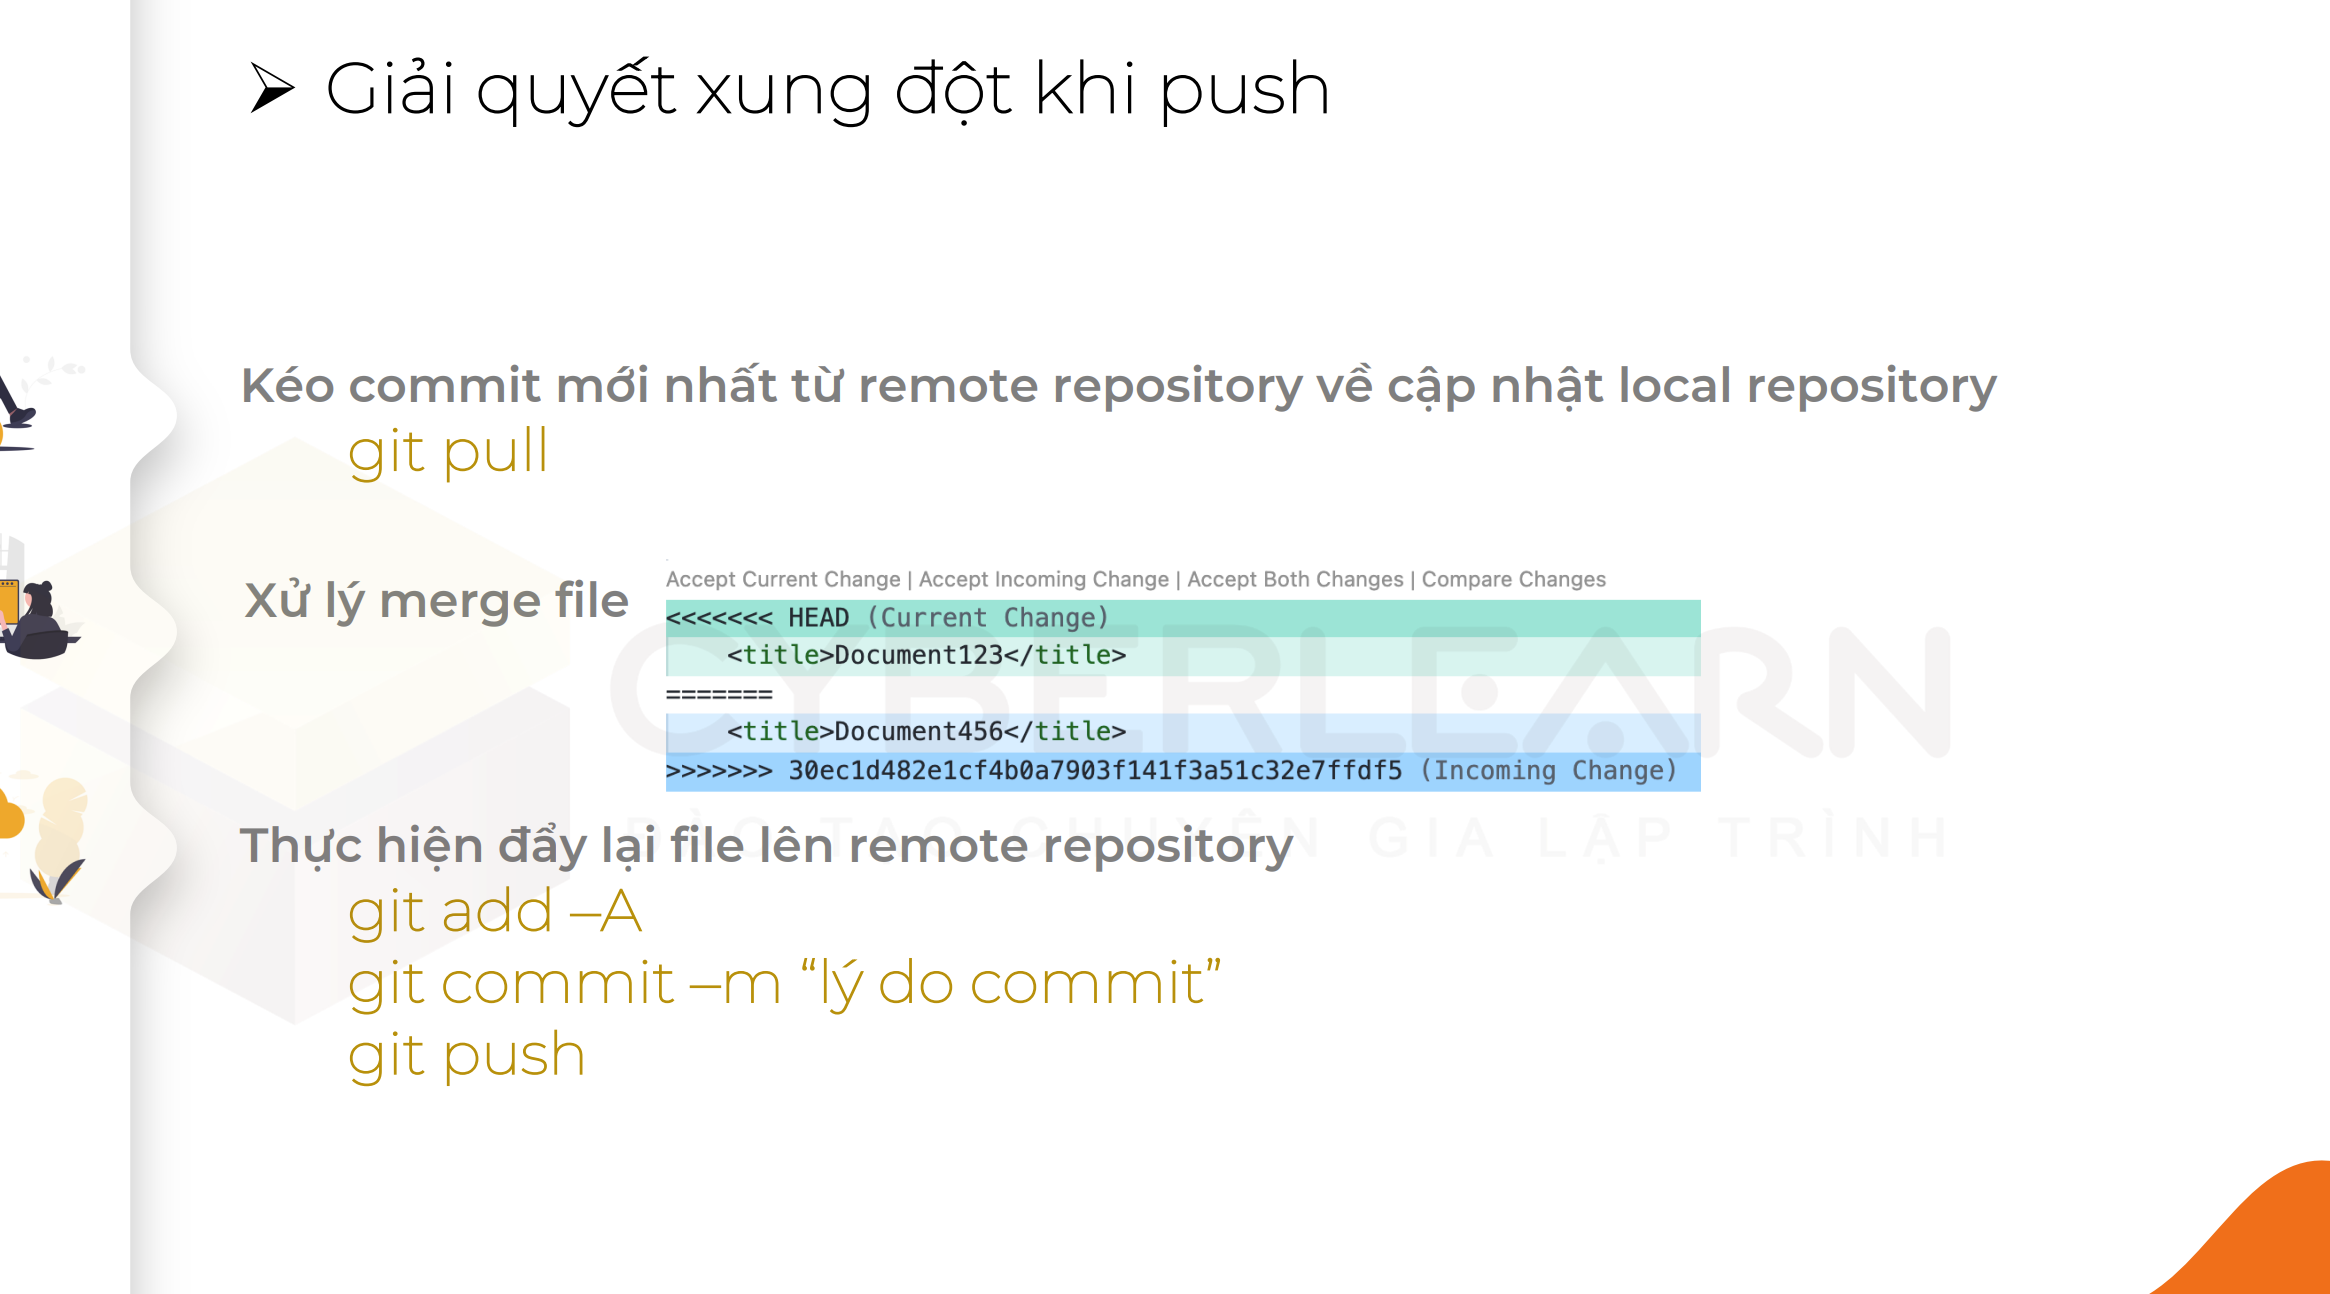 Giải quyết xung đột khi push
Kéo commit mới nhất từ remote repository về cập nhật local repository
git pull
Xử lý merge file
Accept Current Change | Accept Incoming Change | Accept Both Changes | Compare Changes
<<<<<<< HEAD (Current Change)
<title>Document123</title>
=======
<title>Document456</title>
>>>>>>> 30ec1d482e1cf4b0a7903f141f3a51c32e7ffdf5 (Incoming Change)
CYBERLEARN
ĐÀO TẠO CHUYÊN GIA LẬP TRÌNH
Thực hiện đẩy lại file lên remote repository
git add –A
git commit –m “lý do commit”
git push